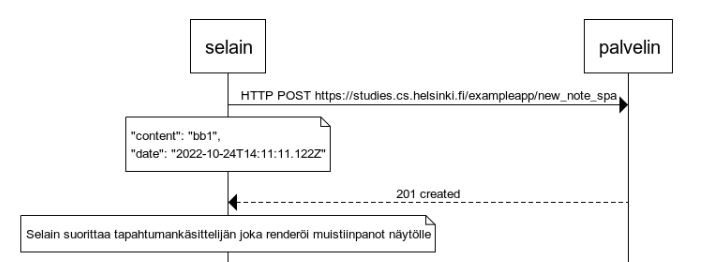 selain
palvelin
HTTP POST https://studies.cs.helsinki.fi/exampleapp/new_note_spa
"content": "bb1",
"date": "2022-10-24T14:11:11.122Z"
201 created
Selain suorittaa tapahtumankäsittelijän joka renderöi muistiinpanot näytölle